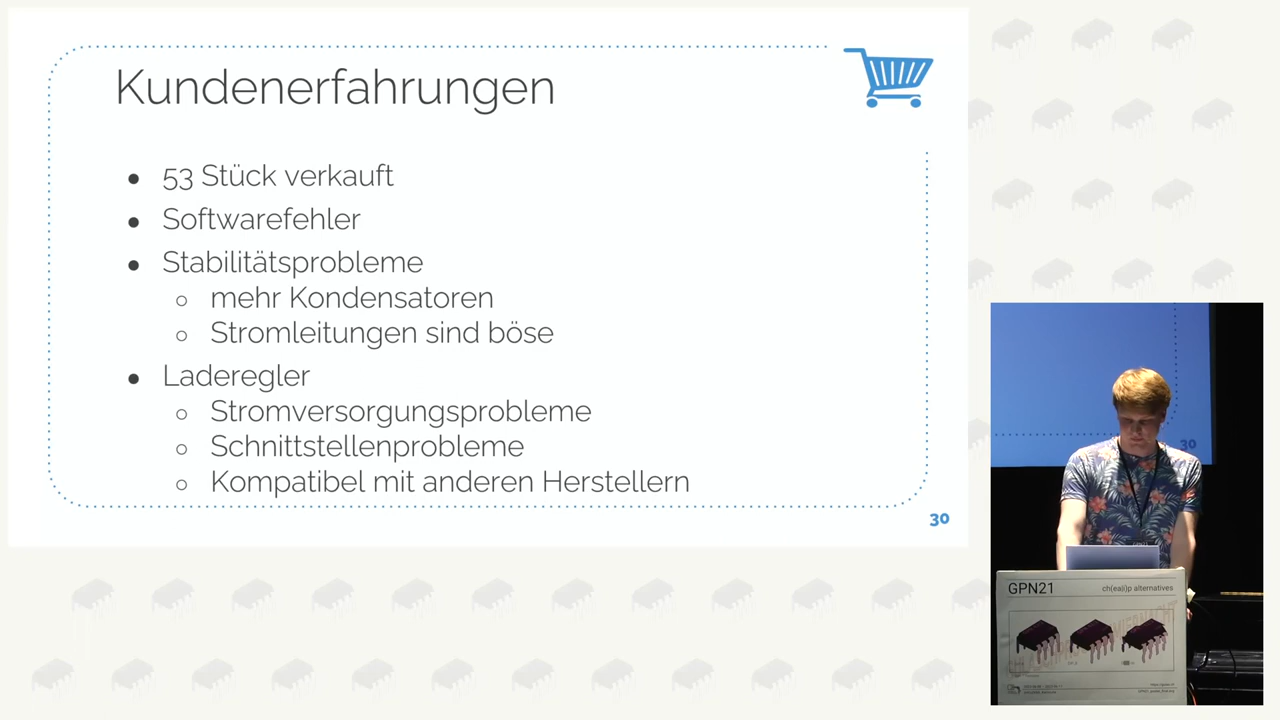 Kundenerfahrungen
● 53 Stück verkauft
● Softwarefehler
● Stabilitätsprobleme
○ mehr Kondensatoren
○ Stromleitungen sind böse
● Laderegler
○ Stromversorgungsprobleme
○ Schnittstellenprobleme
○ Kompatibel mit anderen Herstellern
30
30
GPN21
ch(ea|i)p alternatives